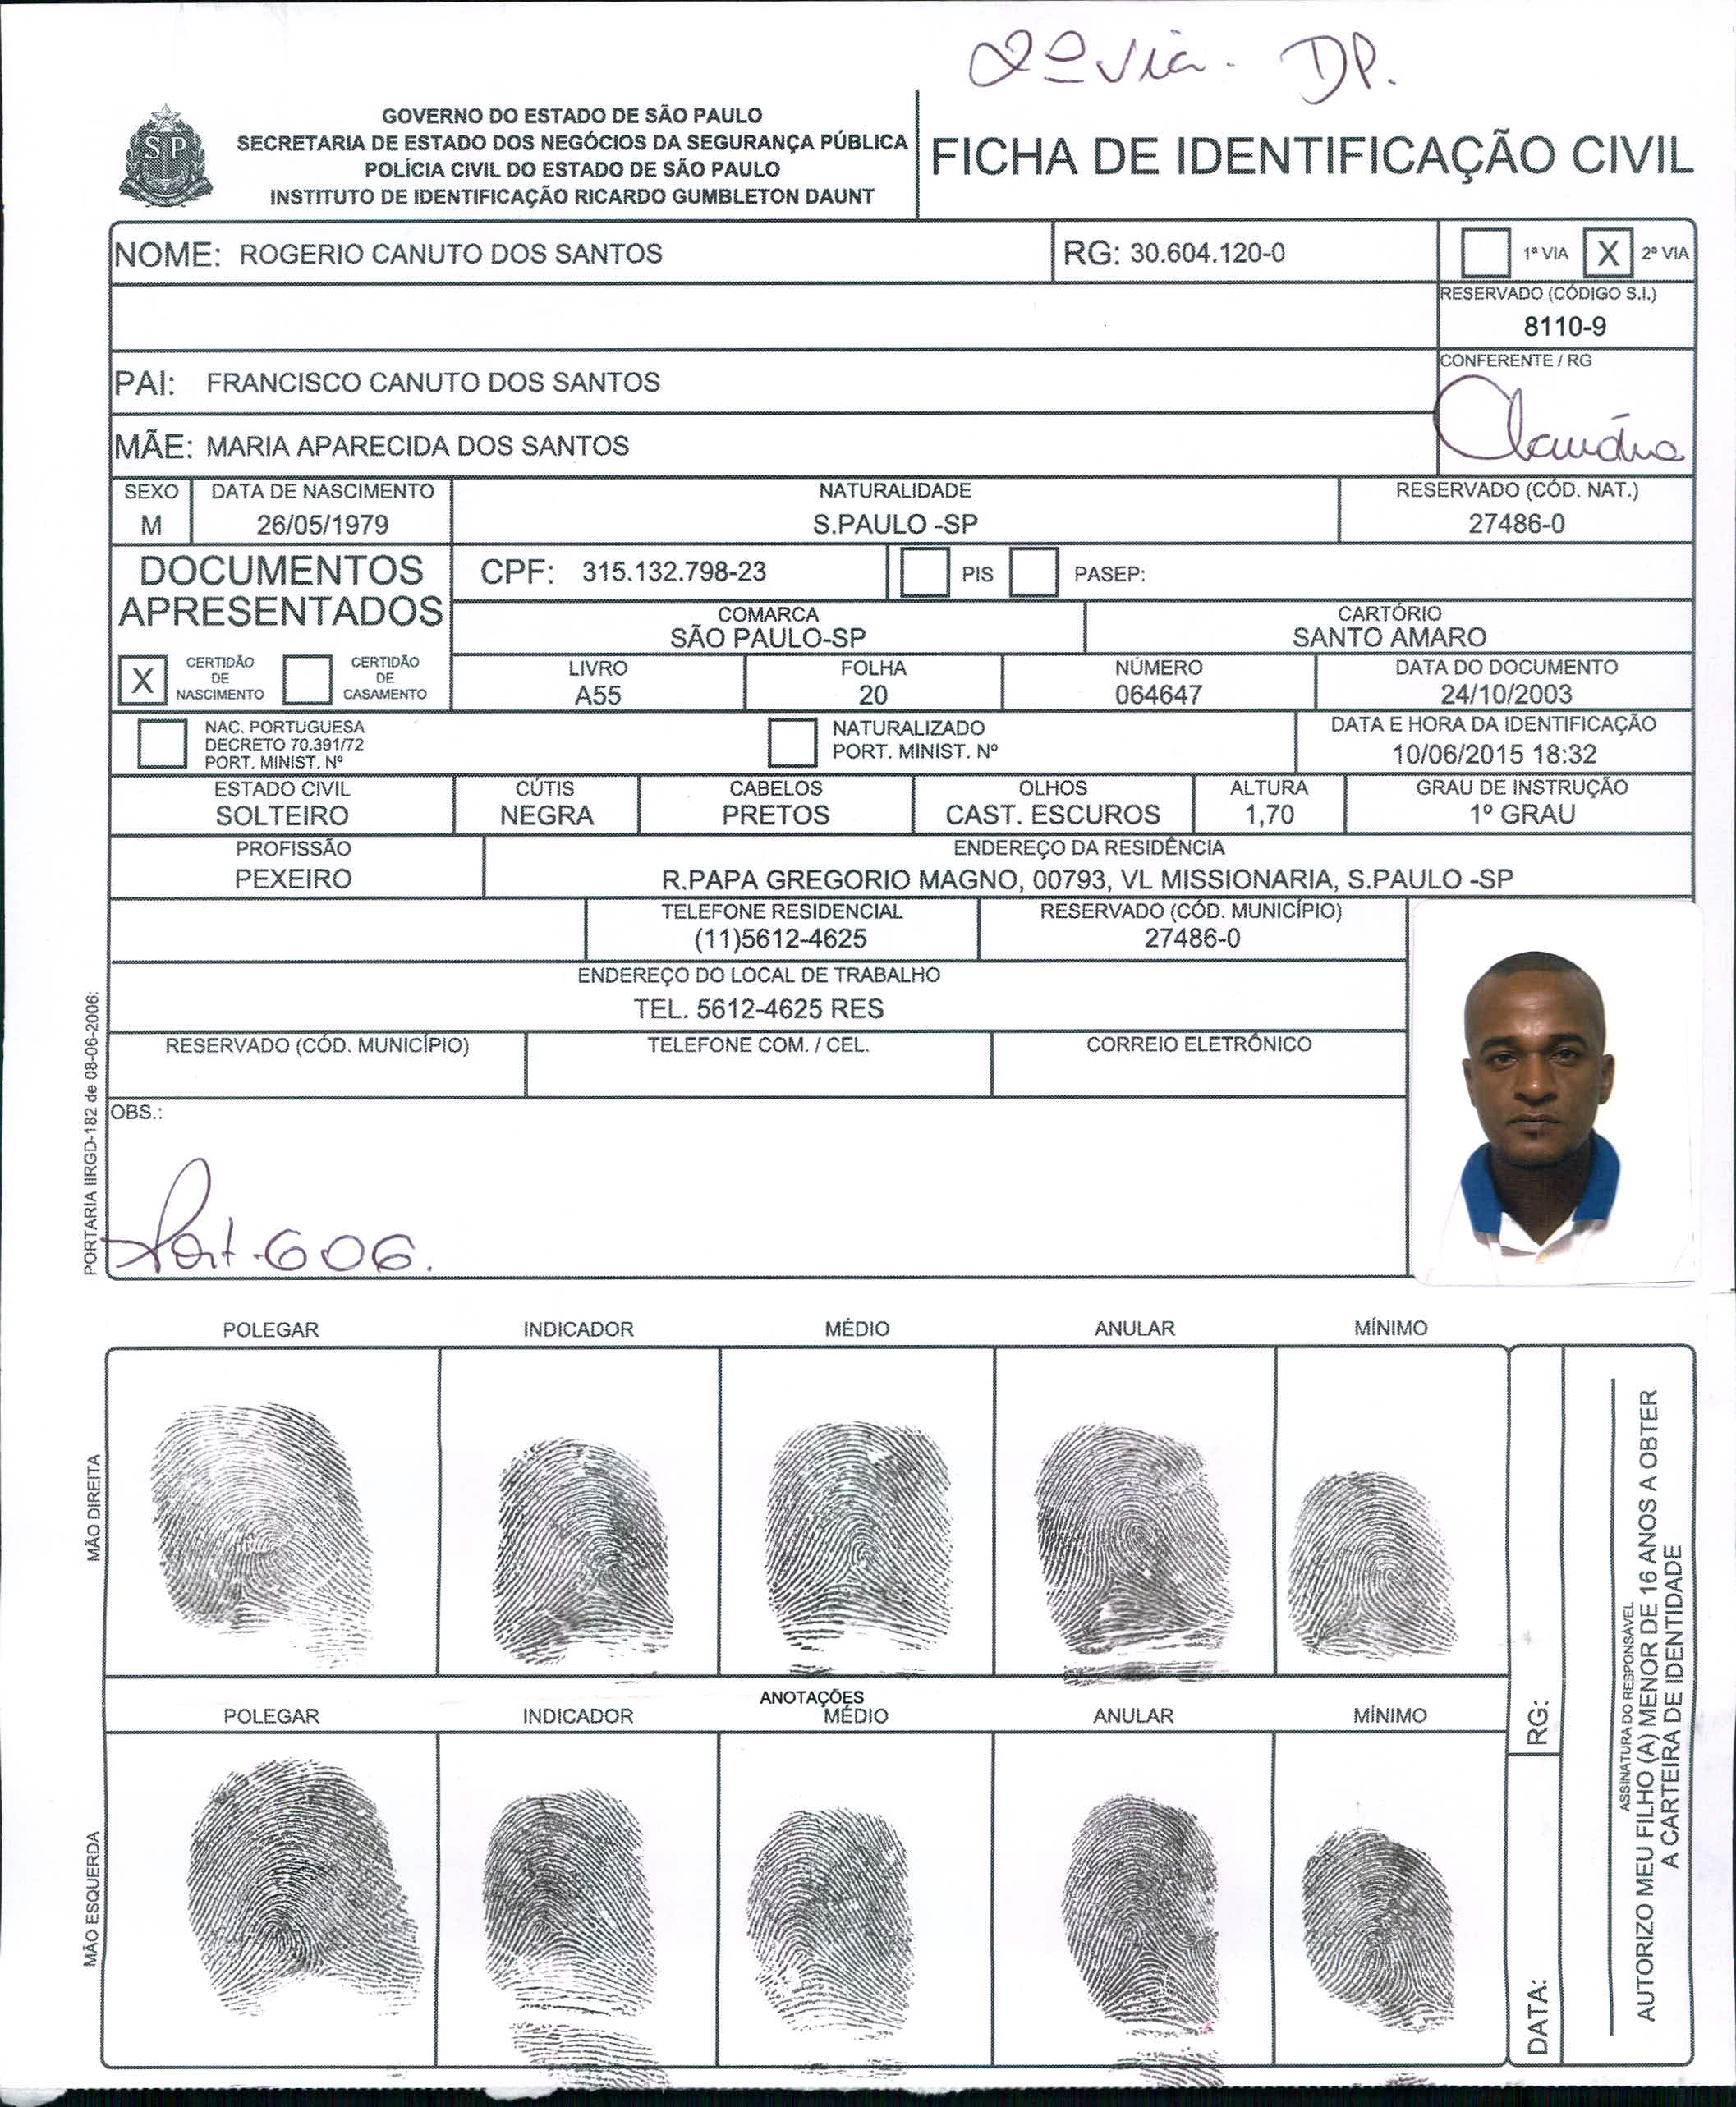 2ª via - DP.
GOVERNO DO ESTADO DE SÃO PAULO
SECRETARIA DE ESTADO DOS NEGÓCIOS DA SEGURANÇA PÚBLICA
POLÍCIA CIVIL DO ESTADO DE SÃO PAULO
INSTITUTO DE IDENTIFICAÇÃO RICARDO GUMBLETON DAUNT
SP
FICHA DE IDENTIFICAÇÃO CIVIL
NOME: ROGERIO CANUTO DOS SANTOS RG: 30.604.120-0 1ª VIA X 2ª VIA
RESERVADO (CÓDIGO S.I.)
8110-9
PAI: FRANCISCO CANUTO DOS SANTOS
CONFERENTE / RG
Claudia
MÃE: MARIA APARECIDA DOS SANTOS
SEXO DATA DE NASCIMENTO NATURALIDADE RESERVADO (CÓD. NAT.)
M 26/05/1979 S.PAULO -SP 27486-0
DOCUMENTOS
APRESENTADOS
CPF: 315.132.798-23 PIS PASEP:
COMARCA CARTÓRIO
SÃO PAULO-SP SANTO AMARO
X CERTIDÃO DE NASCIMENTO CERTIDÃO DE CASAMENTO
LIVRO FOLHA NÚMERO DATA DO DOCUMENTO
A55 20 064647 24/10/2003
NAC. PORTUGUESA
DECRETO 70.391/72
PORT. MINIST. Nº
NATURALIZADO
PORT. MINIST. Nº
DATA E HORA DA IDENTIFICAÇÃO
10/06/2015 18:32
ESTADO CIVIL CÚTIS CABELOS OLHOS ALTURA GRAU DE INSTRUÇÃO
SOLTEIRO NEGRA PRETOS CAST. ESCUROS 1,70 1º GRAU
PROFISSÃO ENDEREÇO DA RESIDÊNCIA
PEXEIRO R.PAPA GREGORIO MAGNO, 00793, VL MISSIONARIA, S.PAULO -SP
TELEFONE RESIDENCIAL RESERVADO (CÓD. MUNICÍPIO)
(11)5612-4625 27486-0
ENDEREÇO DO LOCAL DE TRABALHO
TEL. 5612-4625 RES
RESERVADO (CÓD. MUNICÍPIO) TELEFONE COM. / CEL. CORREIO ELETRÔNICO
OBS.:
Port-606.
PORTARIA IIRGD-182 de 08-06-2006:
POLEGAR INDICADOR MÉDIO ANULAR MÍNIMO
MÃO DIREITA
ANOTAÇÕES
POLEGAR INDICADOR MÉDIO ANULAR MÍNIMO
MÃO ESQUERDA
RG:
DATA:
ASSINATURA DO RESPONSÁVEL
AUTORIZO MEU FILHO (A) MENOR DE 16 ANOS A OBTER
A CARTEIRA DE IDENTIDADE